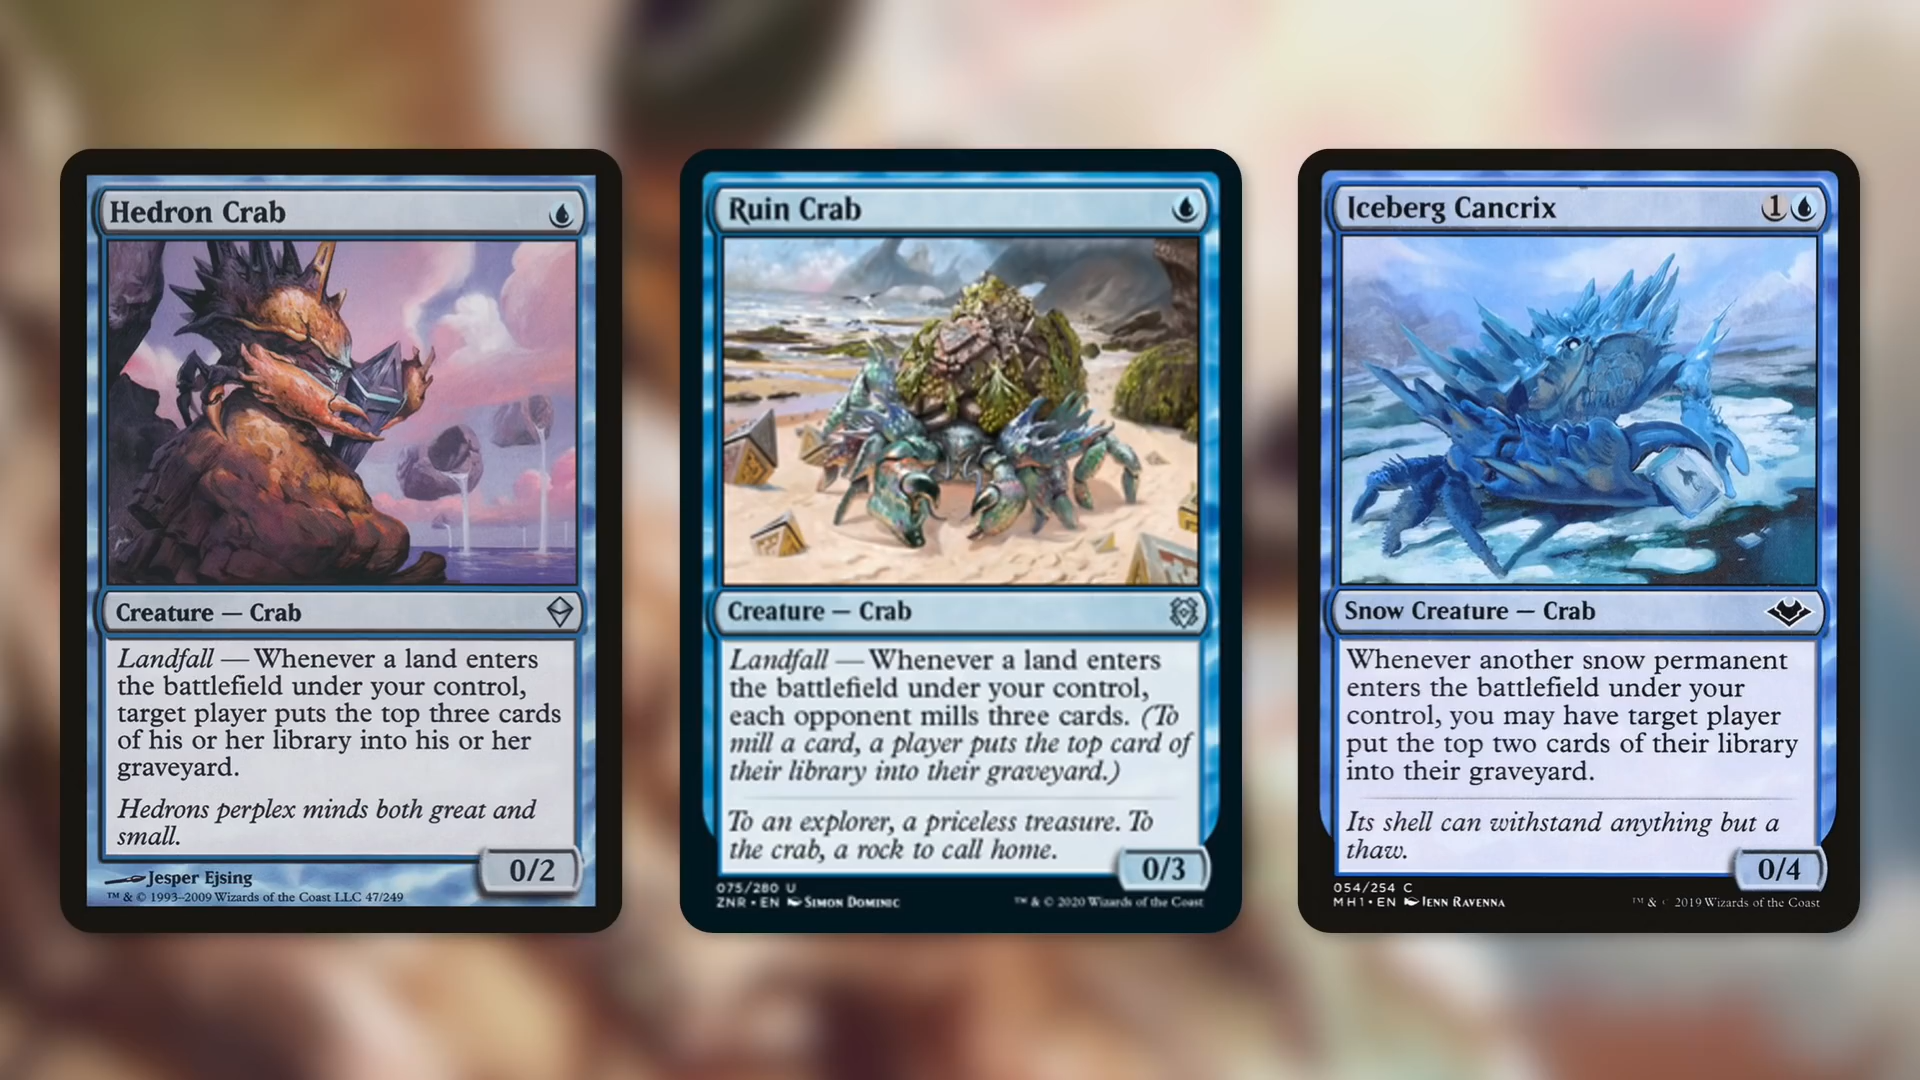 Hedron Crab
Creature — Crab
Landfall — Whenever a land enters
the battlefield under your control,
target player puts the top three cards
of his or her library into his or her
graveyard.
Hedrons perplex minds both great and
small.
0/2
Jesper Ejsing
™ & © 1993–2009 Wizards of the Coast LLC 47/249
Ruin Crab
Creature — Crab
Landfall — Whenever a land enters
the battlefield under your control,
each opponent mills three cards. (To
mill a card, a player puts the top card of
their library into their graveyard.)
To an explorer, a priceless treasure. To
the crab, a rock to call home.
0/3
075/280 U
ZNR • EN Simon Dominic
™ & © 2020 Wizards of the Coast
Iceberg Cancrix
1
Snow Creature — Crab
Whenever another snow permanent
enters the battlefield under your
control, you may have target player
put the top two cards of their library
into their graveyard.
Its shell can withstand anything but a
thaw.
0/4
054/254 C
MH1 • EN Jenn Ravenna
™ & © 2019 Wizards of the Coast